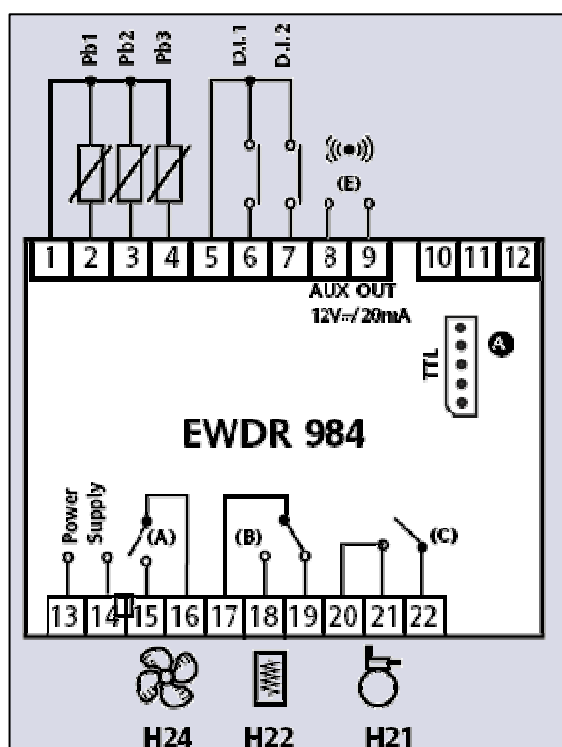 Pb1 Pb2 Pb3 D.I.1 D.I.2
(E)
1 2 3 4 5 6 7 8 9 10 11 12
AUX OUT
12V⎓/20mA
TTL
A
EWDR 984
Power
Supply
(A) (B) (C)
13 14 15 16 17 18 19 20 21 22
H24 H22 H21